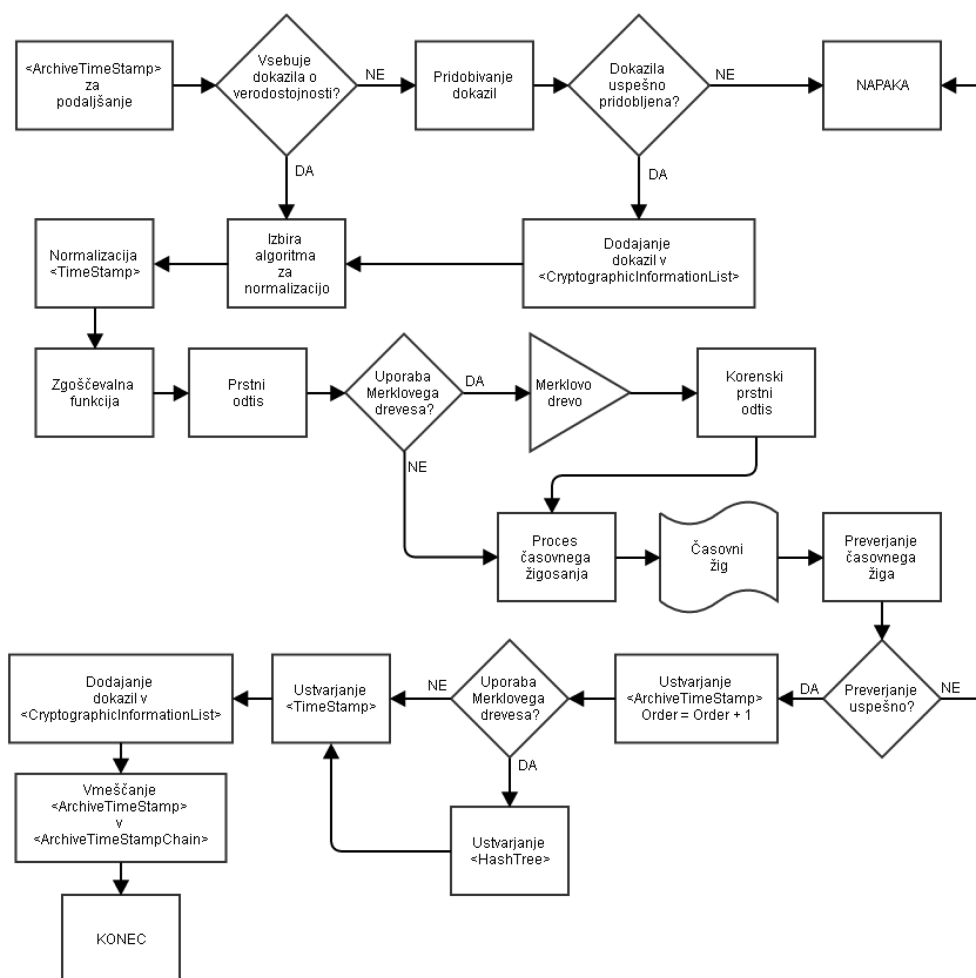 <ArchiveTimeStamp>
za
podaljšanje
Vsebuje
dokazila o
verodostojnosti?
NE
Pridobivanje
dokazil
Dokazila
uspešno
pridobljena?
NE
NAPAKA
DA
DA
Normalizacija
<TimeStamp>
Izbira
algoritma
za
normalizacijo
Dodajanje
dokazil v
<CryptographicInformationList>
Zgoščevalna
funkcija
Prstni
odtis
Uporaba
Merklovega
drevesa?
DA
Merklovo
drevo
Korenski
prstni
odtis
NE
Proces
časovnega
žigosanja
Časovni
žig
Preverjanje
časovnega
žiga
Dodajanje
dokazil v
<CryptographicInformationList>
Ustvarjanje
<TimeStamp>
NE
Uporaba
Merklovega
drevesa?
Ustvarjanje
<ArchiveTimeStamp>
Order = Order + 1
DA
Preverjanje
uspešno?
NE
DA
Vmeščanje
<ArchiveTimeStamp>
v
<ArchiveTimeStampChain>
Ustvarjanje
<HashTree>
KONEC